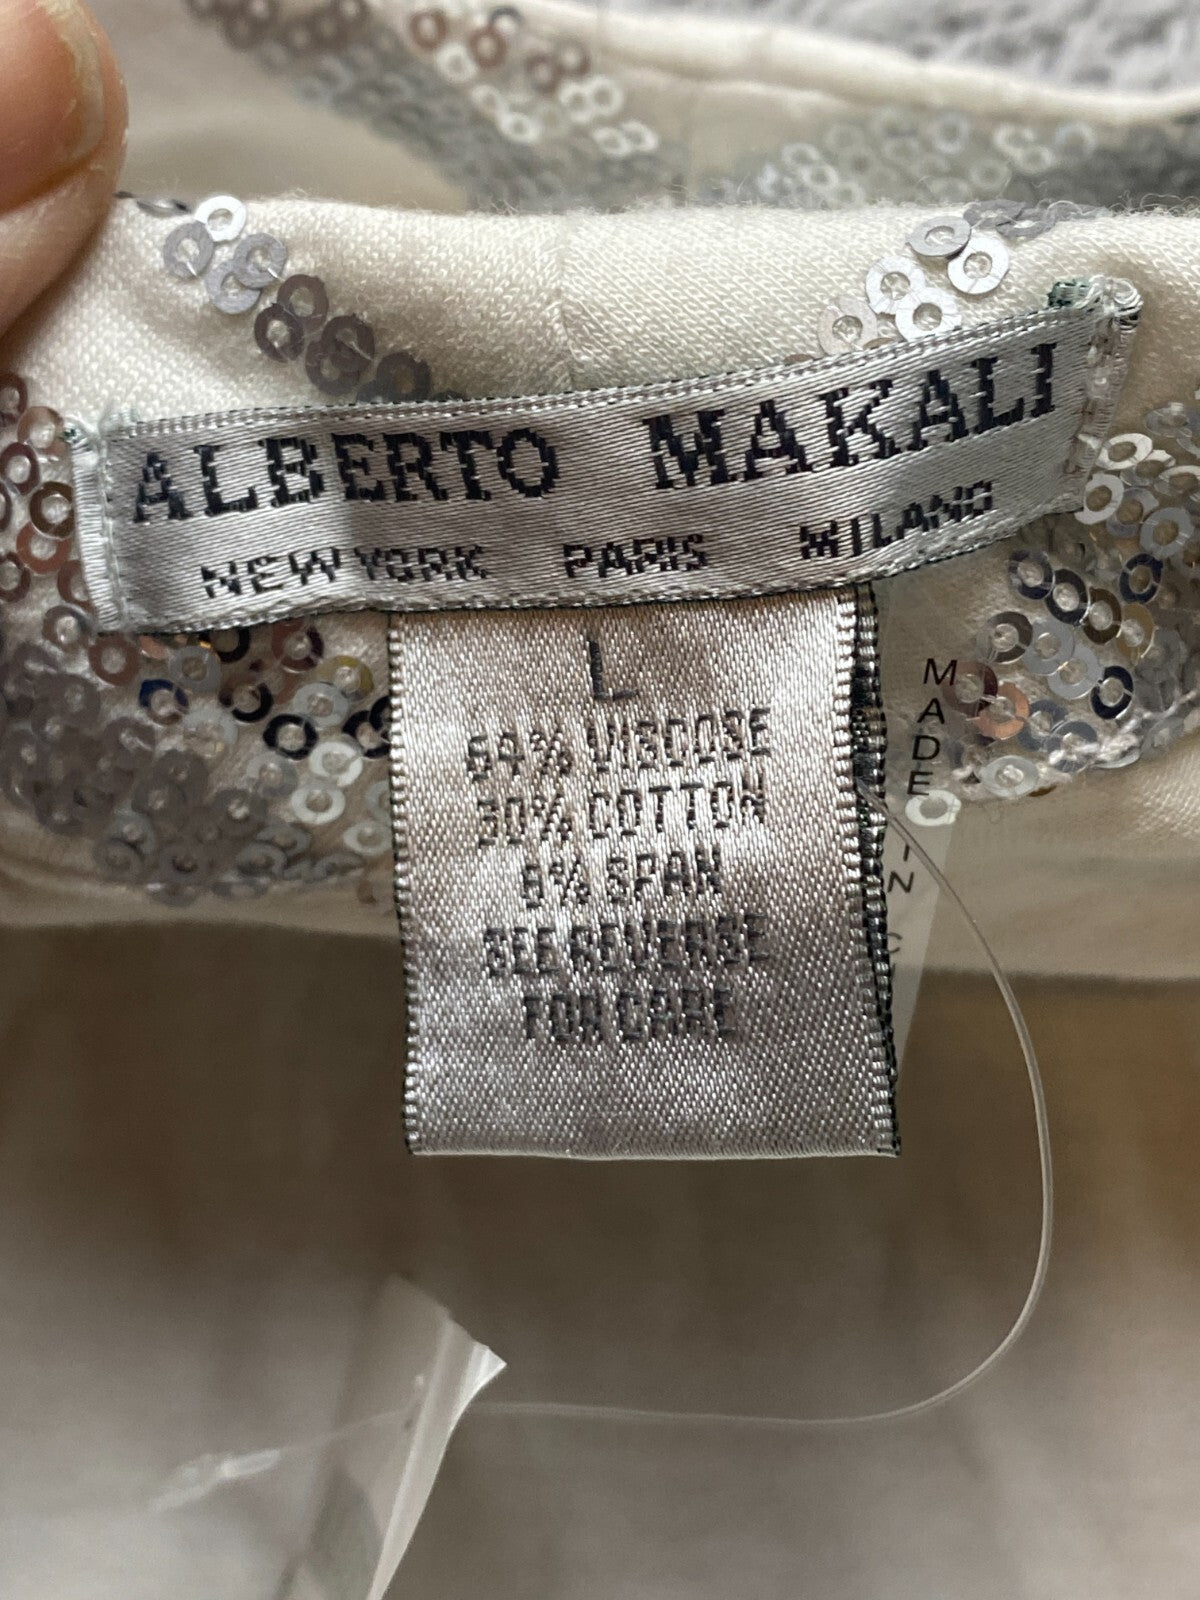 ALBERTO MAKALI
NEW YORK PARIS MILANO
L
64% VISCOSE
30% COTTON
6% SPAN
SEE REVERSE
FOR CARE
MADE IN C